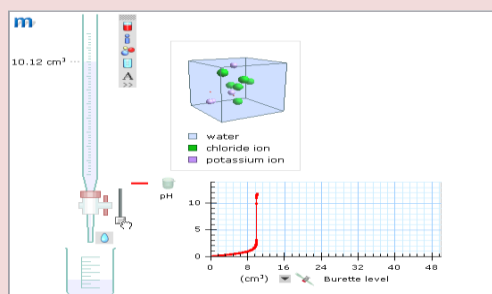 m
10.12 cm³
A
>>
water
chloride ion
potassium ion
pH
10
5
0
0 8 16 24 32 40 48
(cm³) Burette level